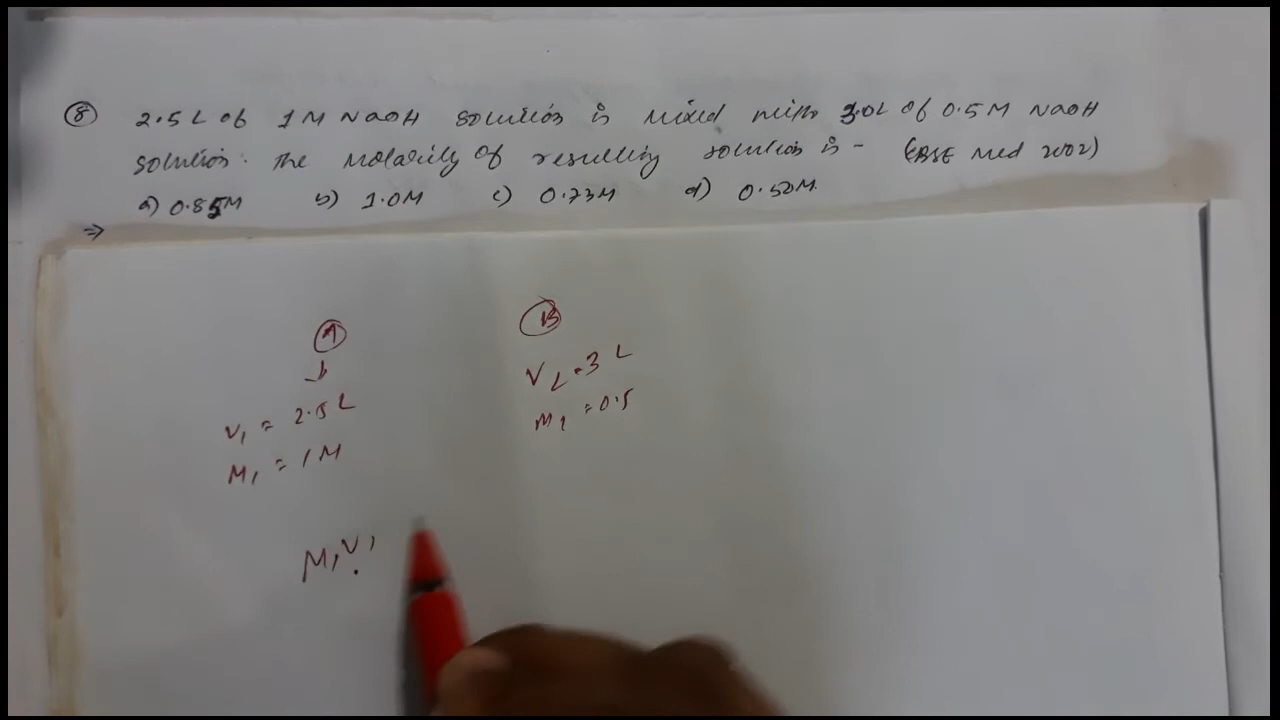 ⑧ 2.5L of 1M NaOH solution is mixed with 3.0L of 0.5M NaOH
solution. The Molarity of resulting solution is - (CBSE Med 2002)
a) 0.85M b) 1.0M c) 0.73M d) 0.50M.
⇒
Ⓐ Ⓑ
↓
V₁ = 2.5L V₂ = 3 L
M₁ = 1M M₂ = 0.5
M₁V₁